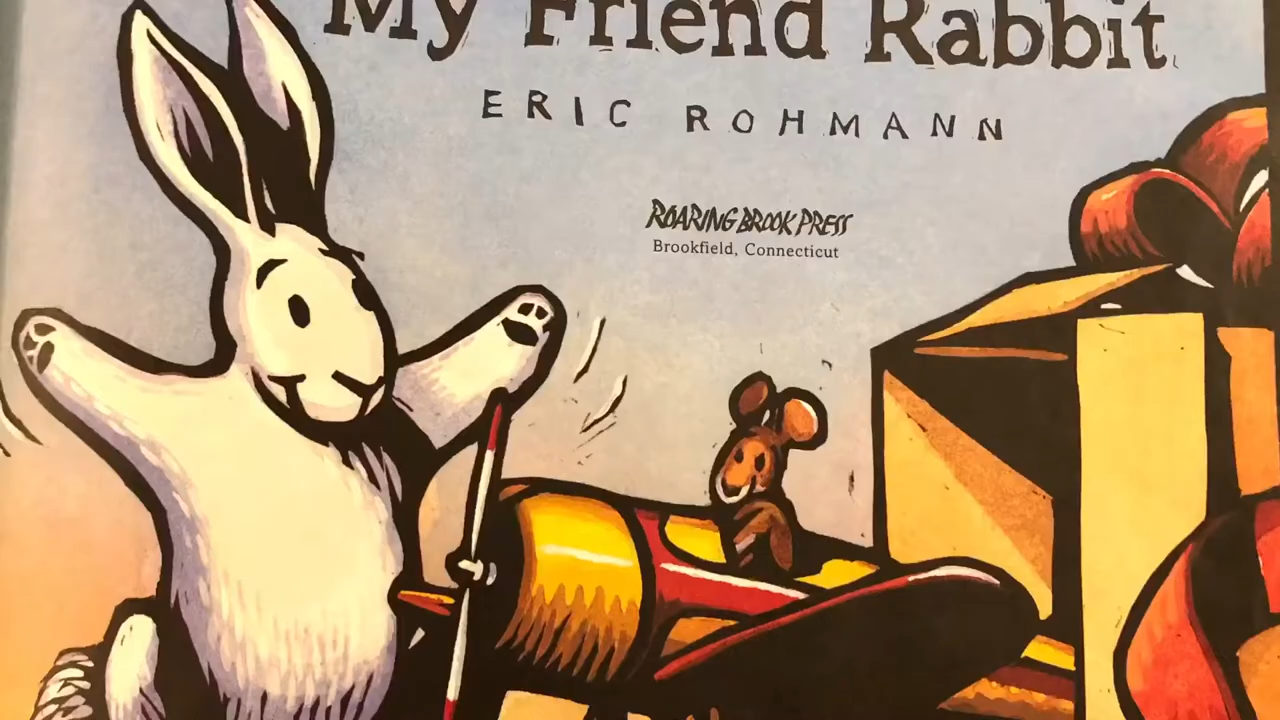 My Friend Rabbit
ERIC ROHMANN
ROARING BROOK PRESS
Brookfield, Connecticut